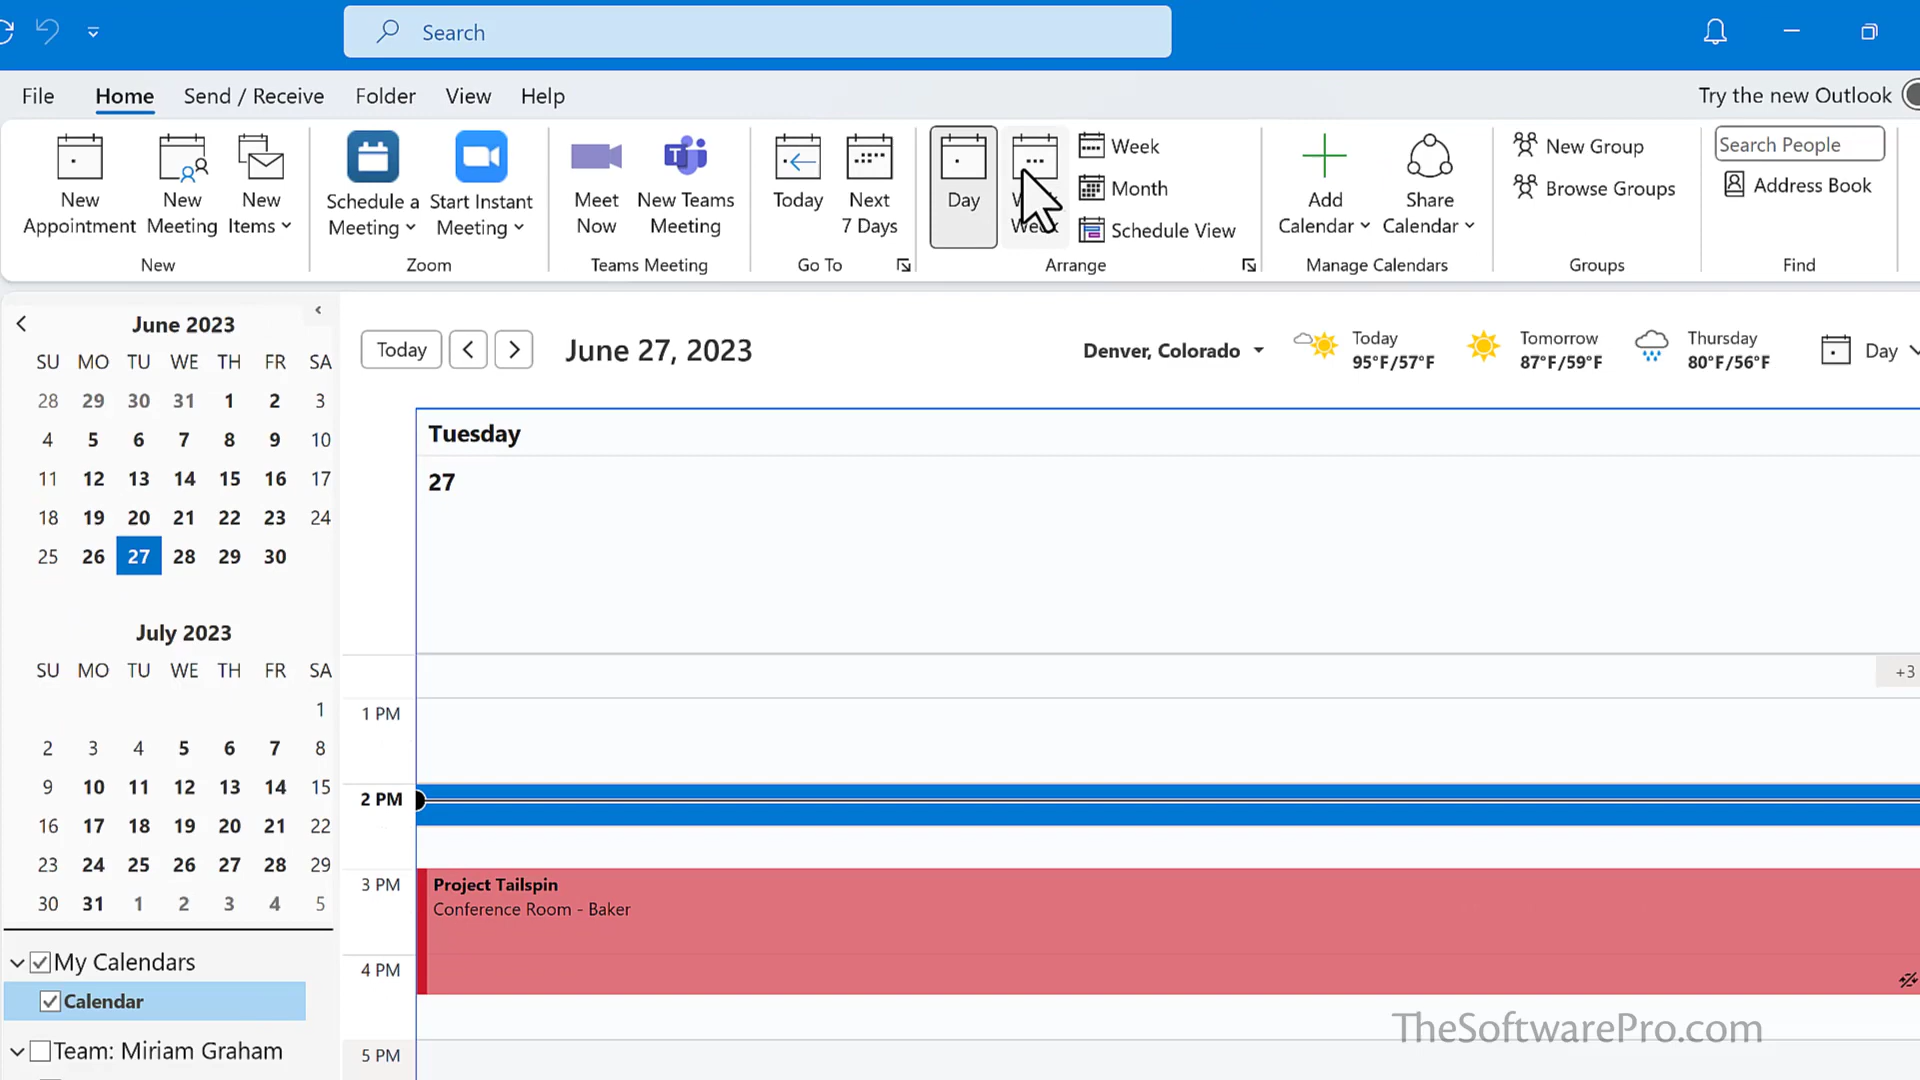 Search
File Home Send / Receive Folder View Help Try the new Outlook
New Appointment
New Meeting
New Items
New
Schedule a Meeting
Start Instant Meeting
Zoom
Meet Now
New Teams Meeting
Teams Meeting
Today
Next 7 Days
Go To
Day
Week
Week
Month
Schedule View
Arrange
Add Calendar
Share Calendar
Manage Calendars
New Group
Browse Groups
Groups
Search People
Address Book
Find
June 2023
SU MO TU WE TH FR SA
28 29 30 31 1 2 3
4 5 6 7 8 9 10
11 12 13 14 15 16 17
18 19 20 21 22 23 24
25 26 27 28 29 30
July 2023
SU MO TU WE TH FR SA
1
2 3 4 5 6 7 8
9 10 11 12 13 14 15
16 17 18 19 20 21 22
23 24 25 26 27 28 29
30 31 1 2 3 4 5
My Calendars
Calendar
Team: Miriam Graham
Today June 27, 2023
Denver, Colorado
Today
95°F/57°F
Tomorrow
87°F/59°F
Thursday
80°F/56°F
Day
Tuesday
27
+3
1 PM
2 PM
3 PM
Project Tailspin
Conference Room - Baker
4 PM
5 PM
TheSoftwarePro.com